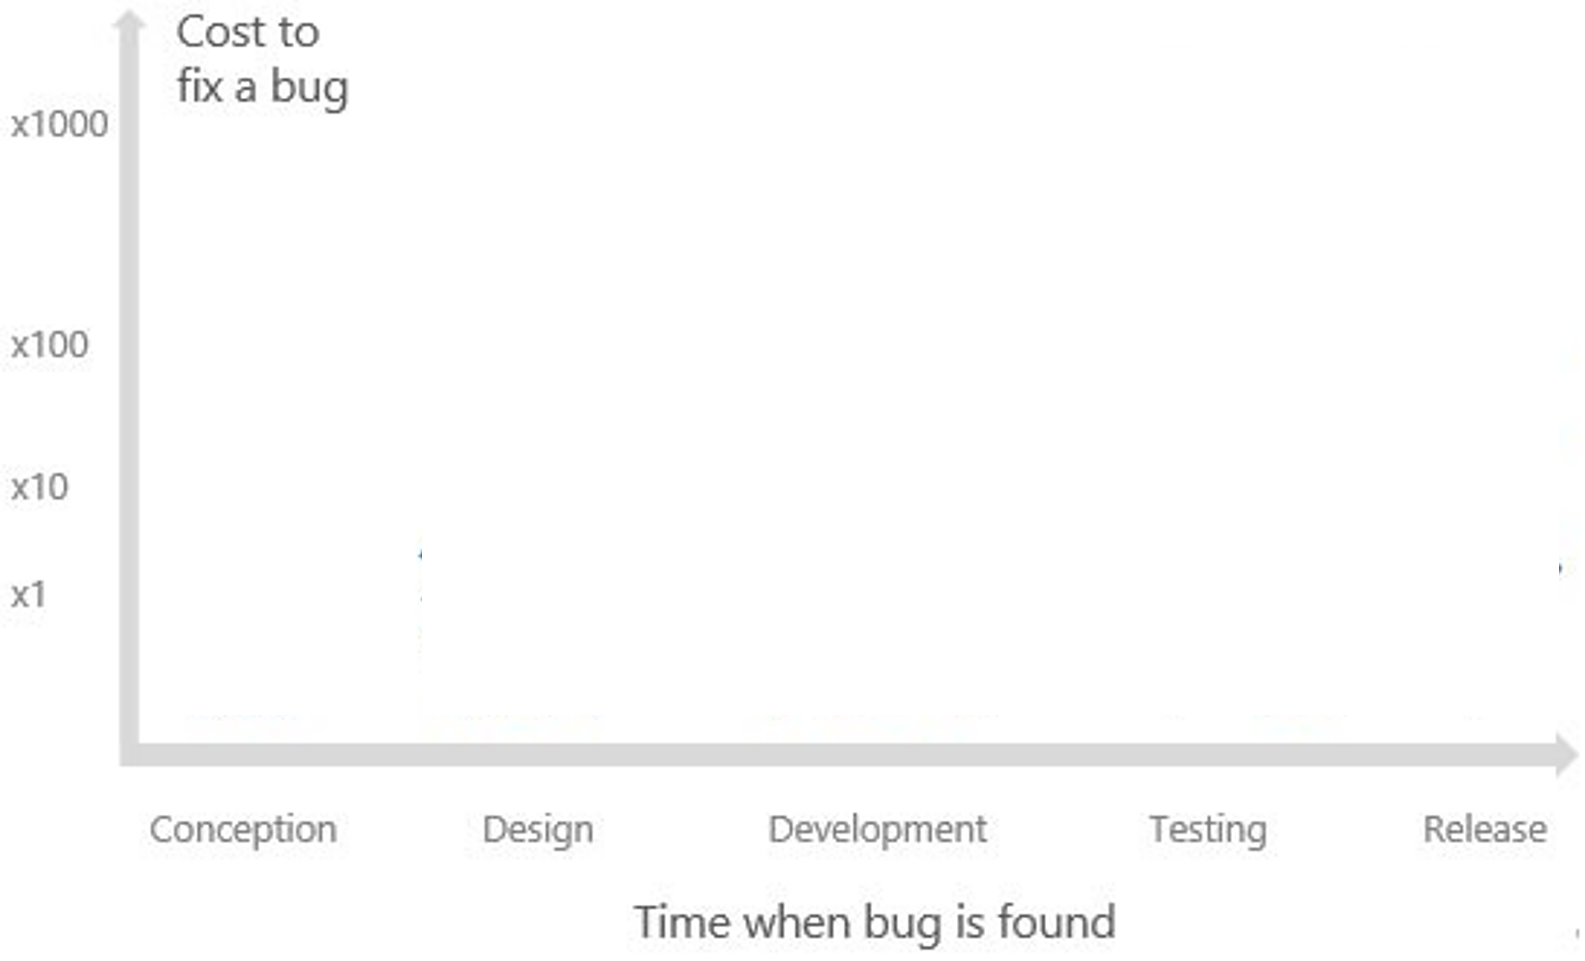 Cost to
fix a bug
x1000
x100
x10
x1
Conception Design Development Testing Release
Time when bug is found